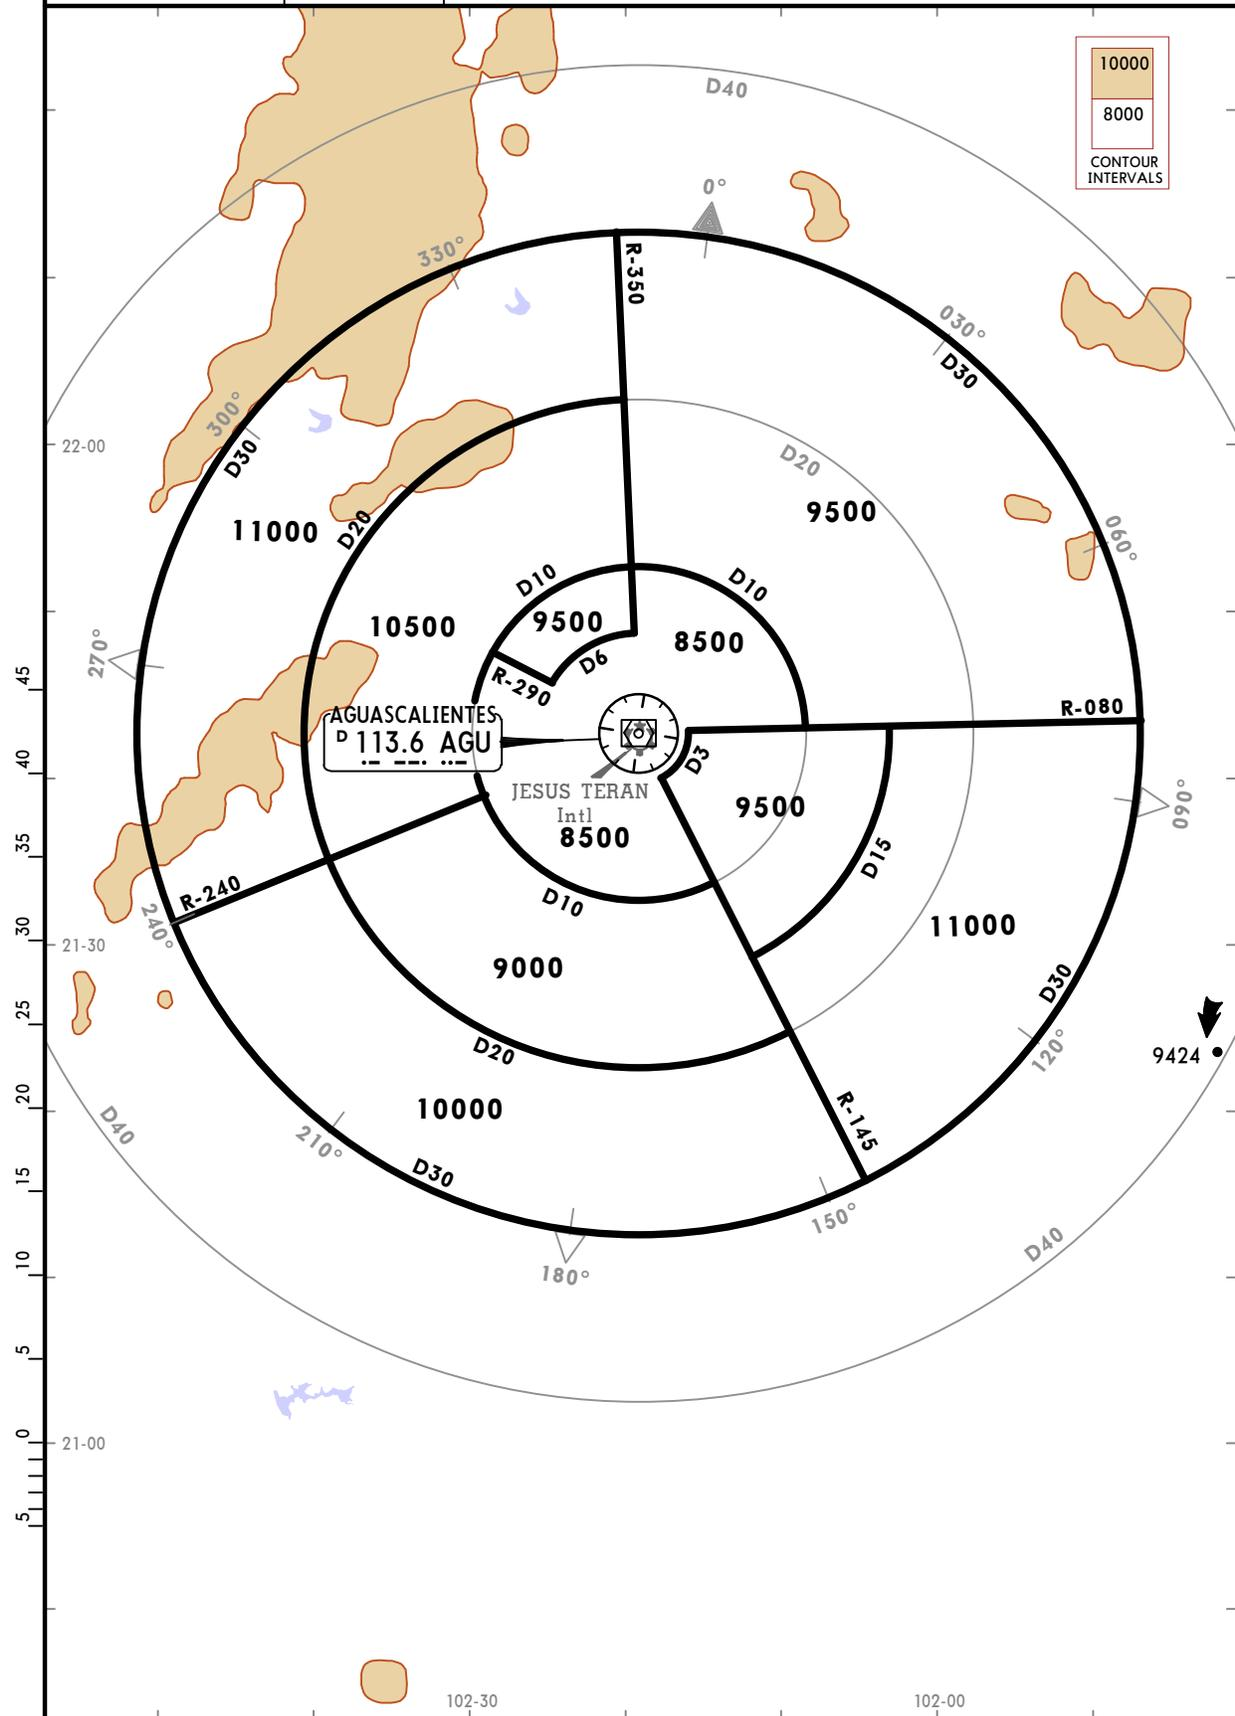 10000
8000
CONTOUR
INTERVALS
D40
0°
330°
R-350
030°
D30
300°
D30
22-00
D20
11000
D20
9500
060°
D10
D10
9500
10500
8500
270°
D6
R-290
45
R-080
AGUASCALIENTES
D 113.6 AGU
D3
40
JESUS TERAN
Intl
9500
090°
8500
35
D15
R-240
D10
240°
11000
30
21-30
9000
D30
25
120°
9424
D20
20
10000
D40
R-145
210°
15
D30
150°
D40
10
180°
5
0
21-00
5
102-30
102-00